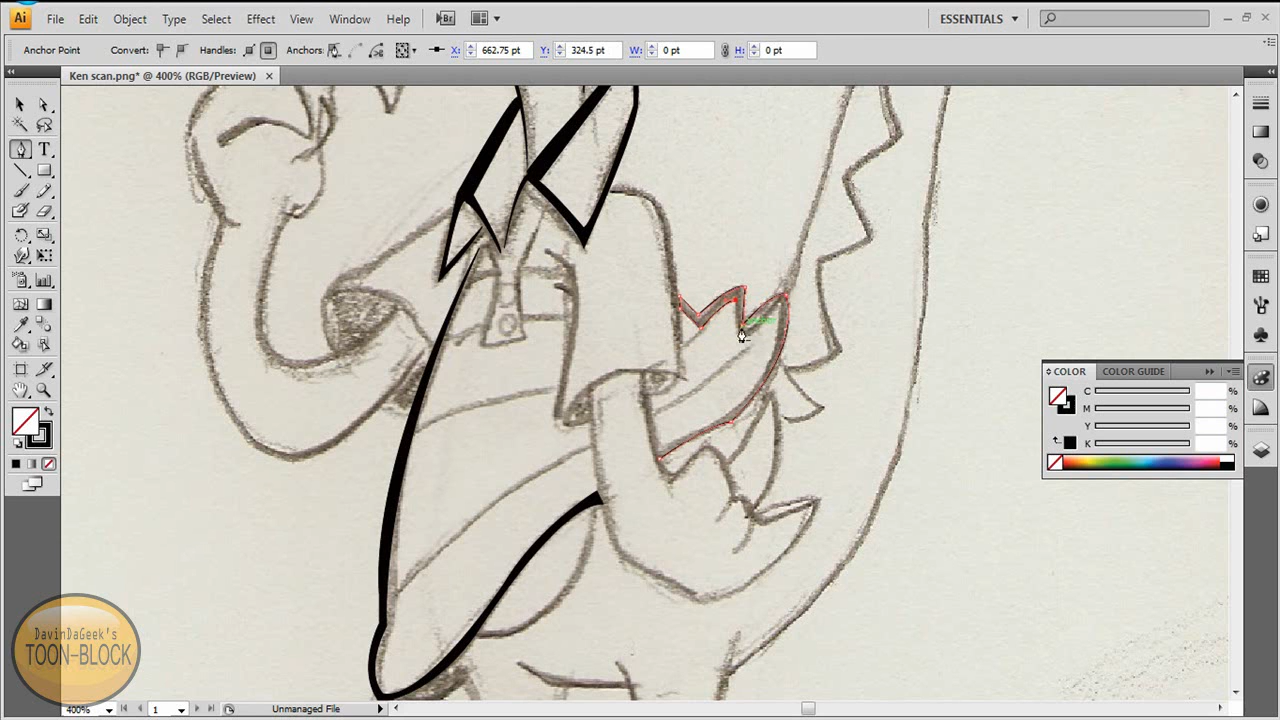 Ai File Edit Object Type Select Effect View Window Help Br ESSENTIALS
Anchor Point Convert: Handles: Anchors: X: 662.75 pt Y: 324.5 pt W: 0 pt H: 0 pt
Ken scan.png* @ 400% (RGB/Preview)
T
COLOR COLOR GUIDE
C %
M %
Y %
K %
DavinDaGeek's
TOON-BLOCK
400% 1 Unmanaged File